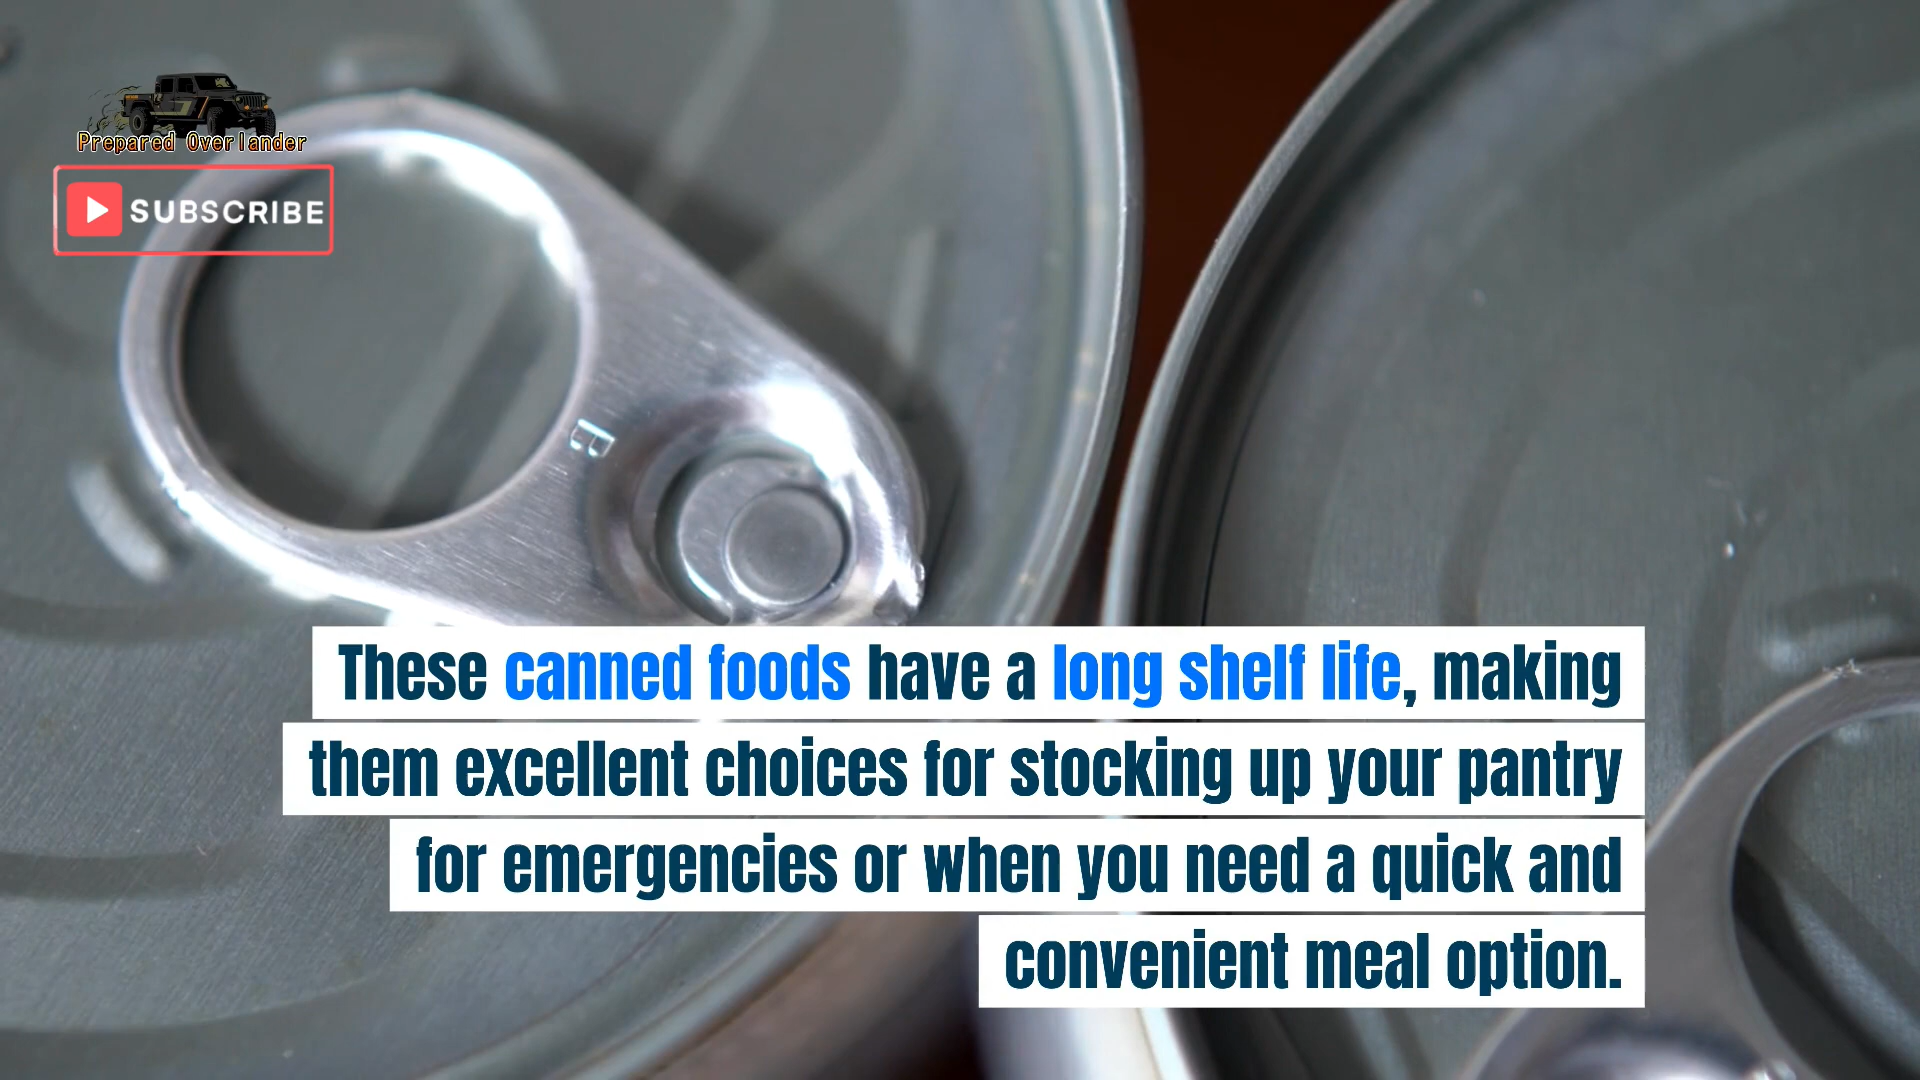 Prepared Overlander
SUBSCRIBE
B
These canned foods have a long shelf life, making
them excellent choices for stocking up your pantry
for emergencies or when you need a quick and
convenient meal option.